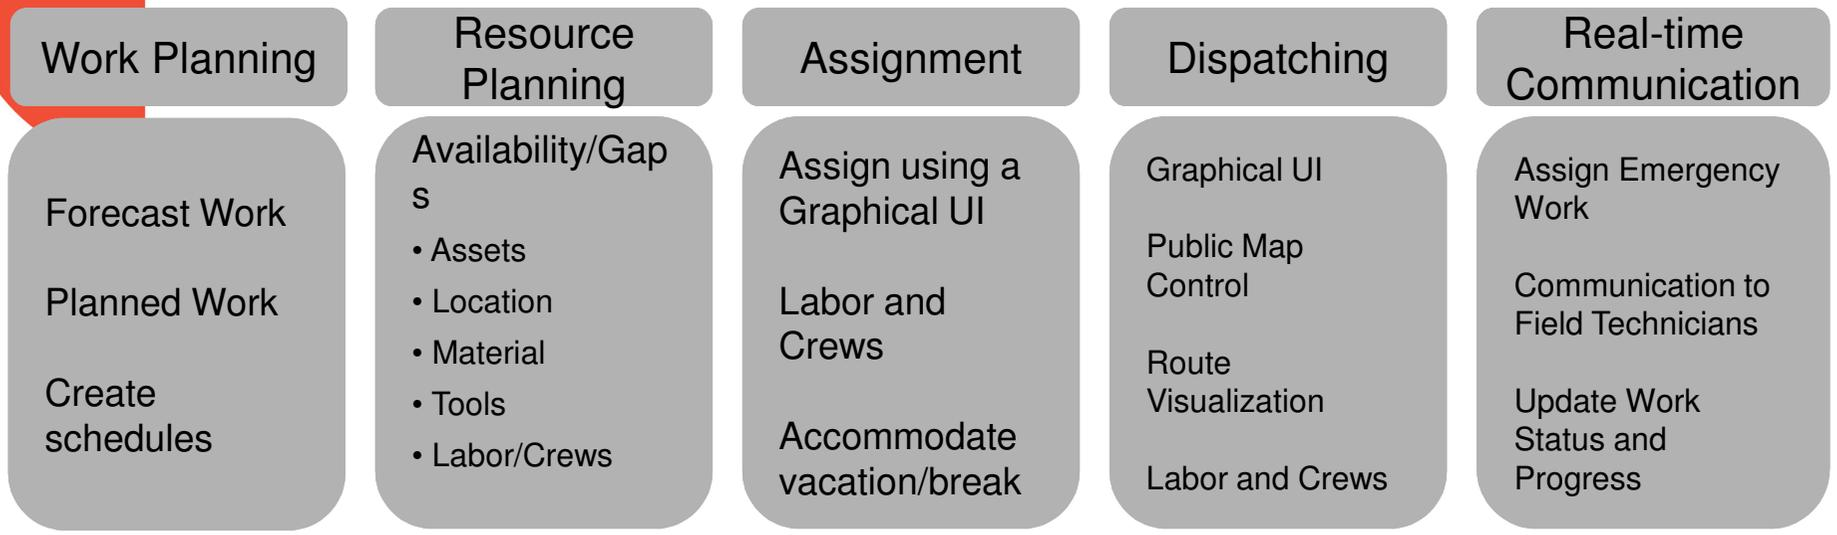 Work Planning
Resource
Planning
Assignment
Dispatching
Real-time
Communication
Forecast Work
Planned Work
Create
schedules
Availability/Gap
s
• Assets
• Location
• Material
• Tools
• Labor/Crews
Assign using a
Graphical UI
Labor and
Crews
Accommodate
vacation/break
Graphical UI
Public Map
Control
Route
Visualization
Labor and Crews
Assign Emergency
Work
Communication to
Field Technicians
Update Work
Status and
Progress